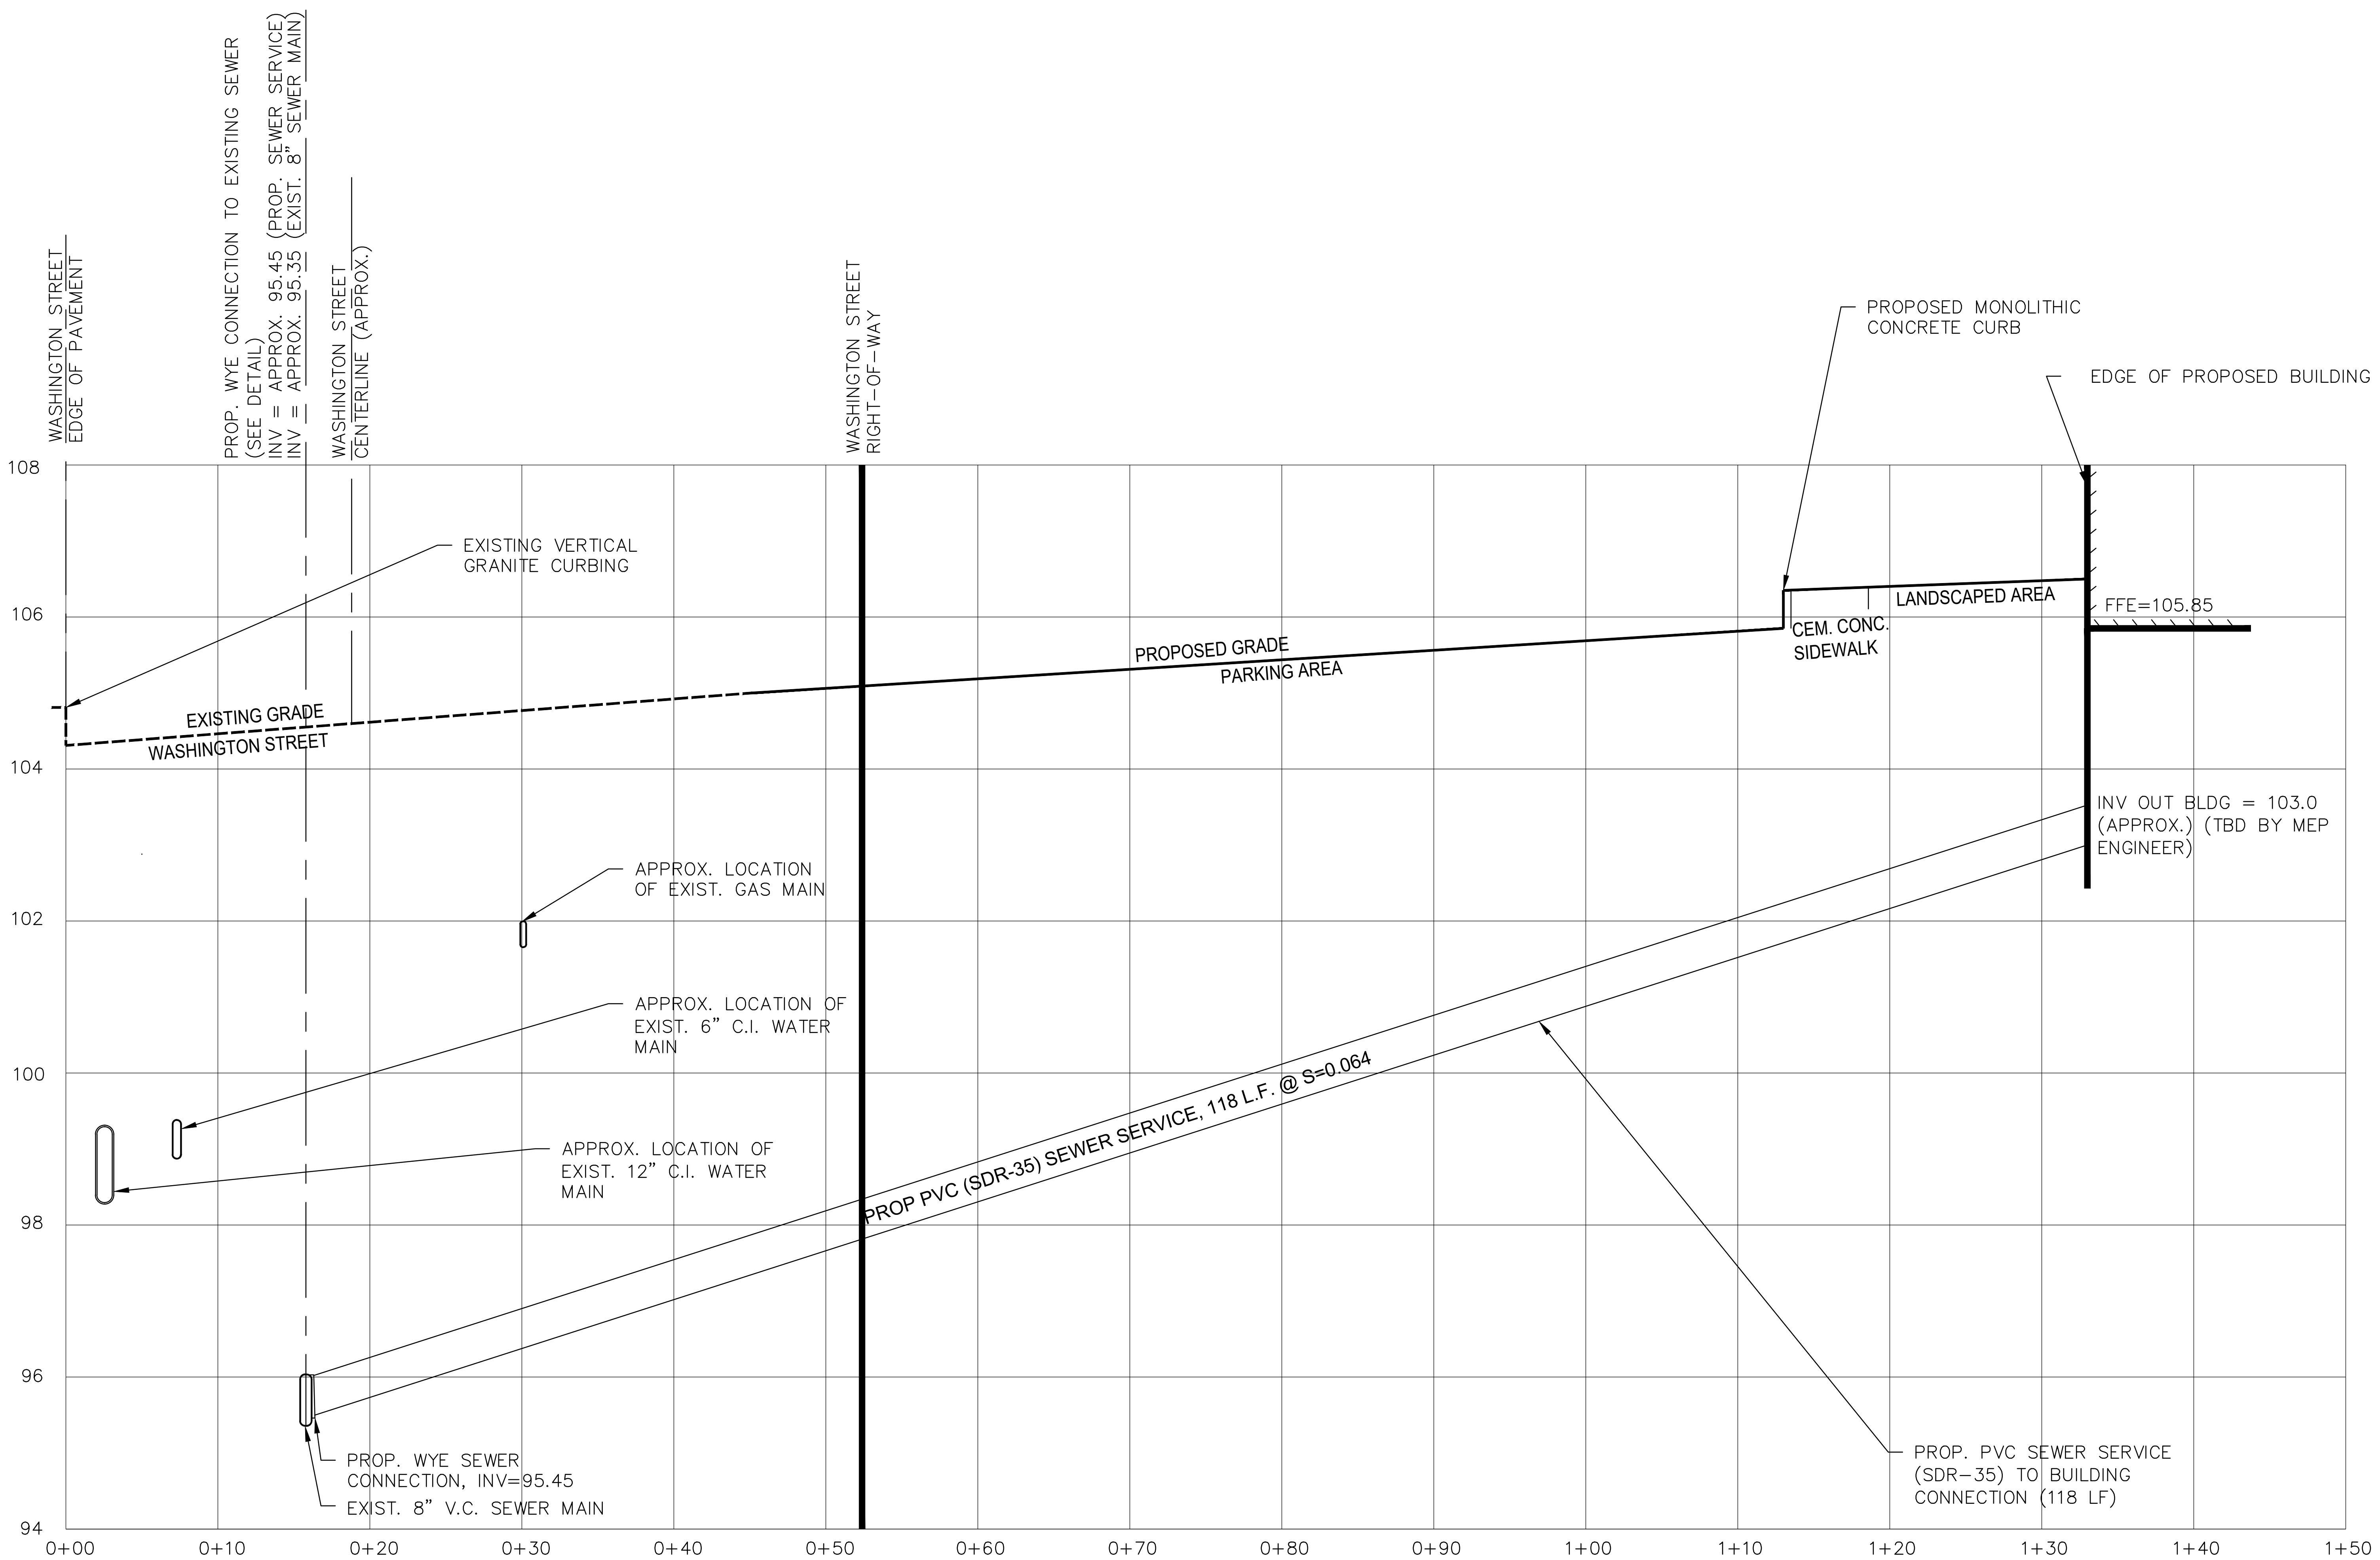 WASHINGTON STREET
EDGE OF PAVEMENT
PROP. WYE CONNECTION TO EXISTING SEWER
(SEE DETAIL)
INV = APPROX. 95.45 (PROP. SEWER SERVICE)
INV = APPROX. 95.35 (EXIST. 8" SEWER MAIN)
WASHINGTON STREET
CENTERLINE (APPROX.)
WASHINGTON STREET
RIGHT-OF-WAY
PROPOSED MONOLITHIC
CONCRETE CURB
EDGE OF PROPOSED BUILDING
108
106
104
102
100
98
96
94
EXISTING VERTICAL
GRANITE CURBING
EXISTING GRADE
WASHINGTON STREET
PROPOSED GRADE
PARKING AREA
CEM. CONC.
SIDEWALK
LANDSCAPED AREA
FFE=105.85
INV OUT BLDG = 103.0
(APPROX.) (TBD BY MEP
ENGINEER)
APPROX. LOCATION
OF EXIST. GAS MAIN
APPROX. LOCATION OF
EXIST. 6" C.I. WATER
MAIN
APPROX. LOCATION OF
EXIST. 12" C.I. WATER
MAIN
PROP PVC (SDR-35) SEWER SERVICE, 118 L.F. @ S=0.064
PROP. WYE SEWER
CONNECTION, INV=95.45
EXIST. 8" V.C. SEWER MAIN
PROP. PVC SEWER SERVICE
(SDR-35) TO BUILDING
CONNECTION (118 LF)
0+00 0+10 0+20 0+30 0+40 0+50 0+60 0+70 0+80 0+90 1+00 1+10 1+20 1+30 1+40 1+50